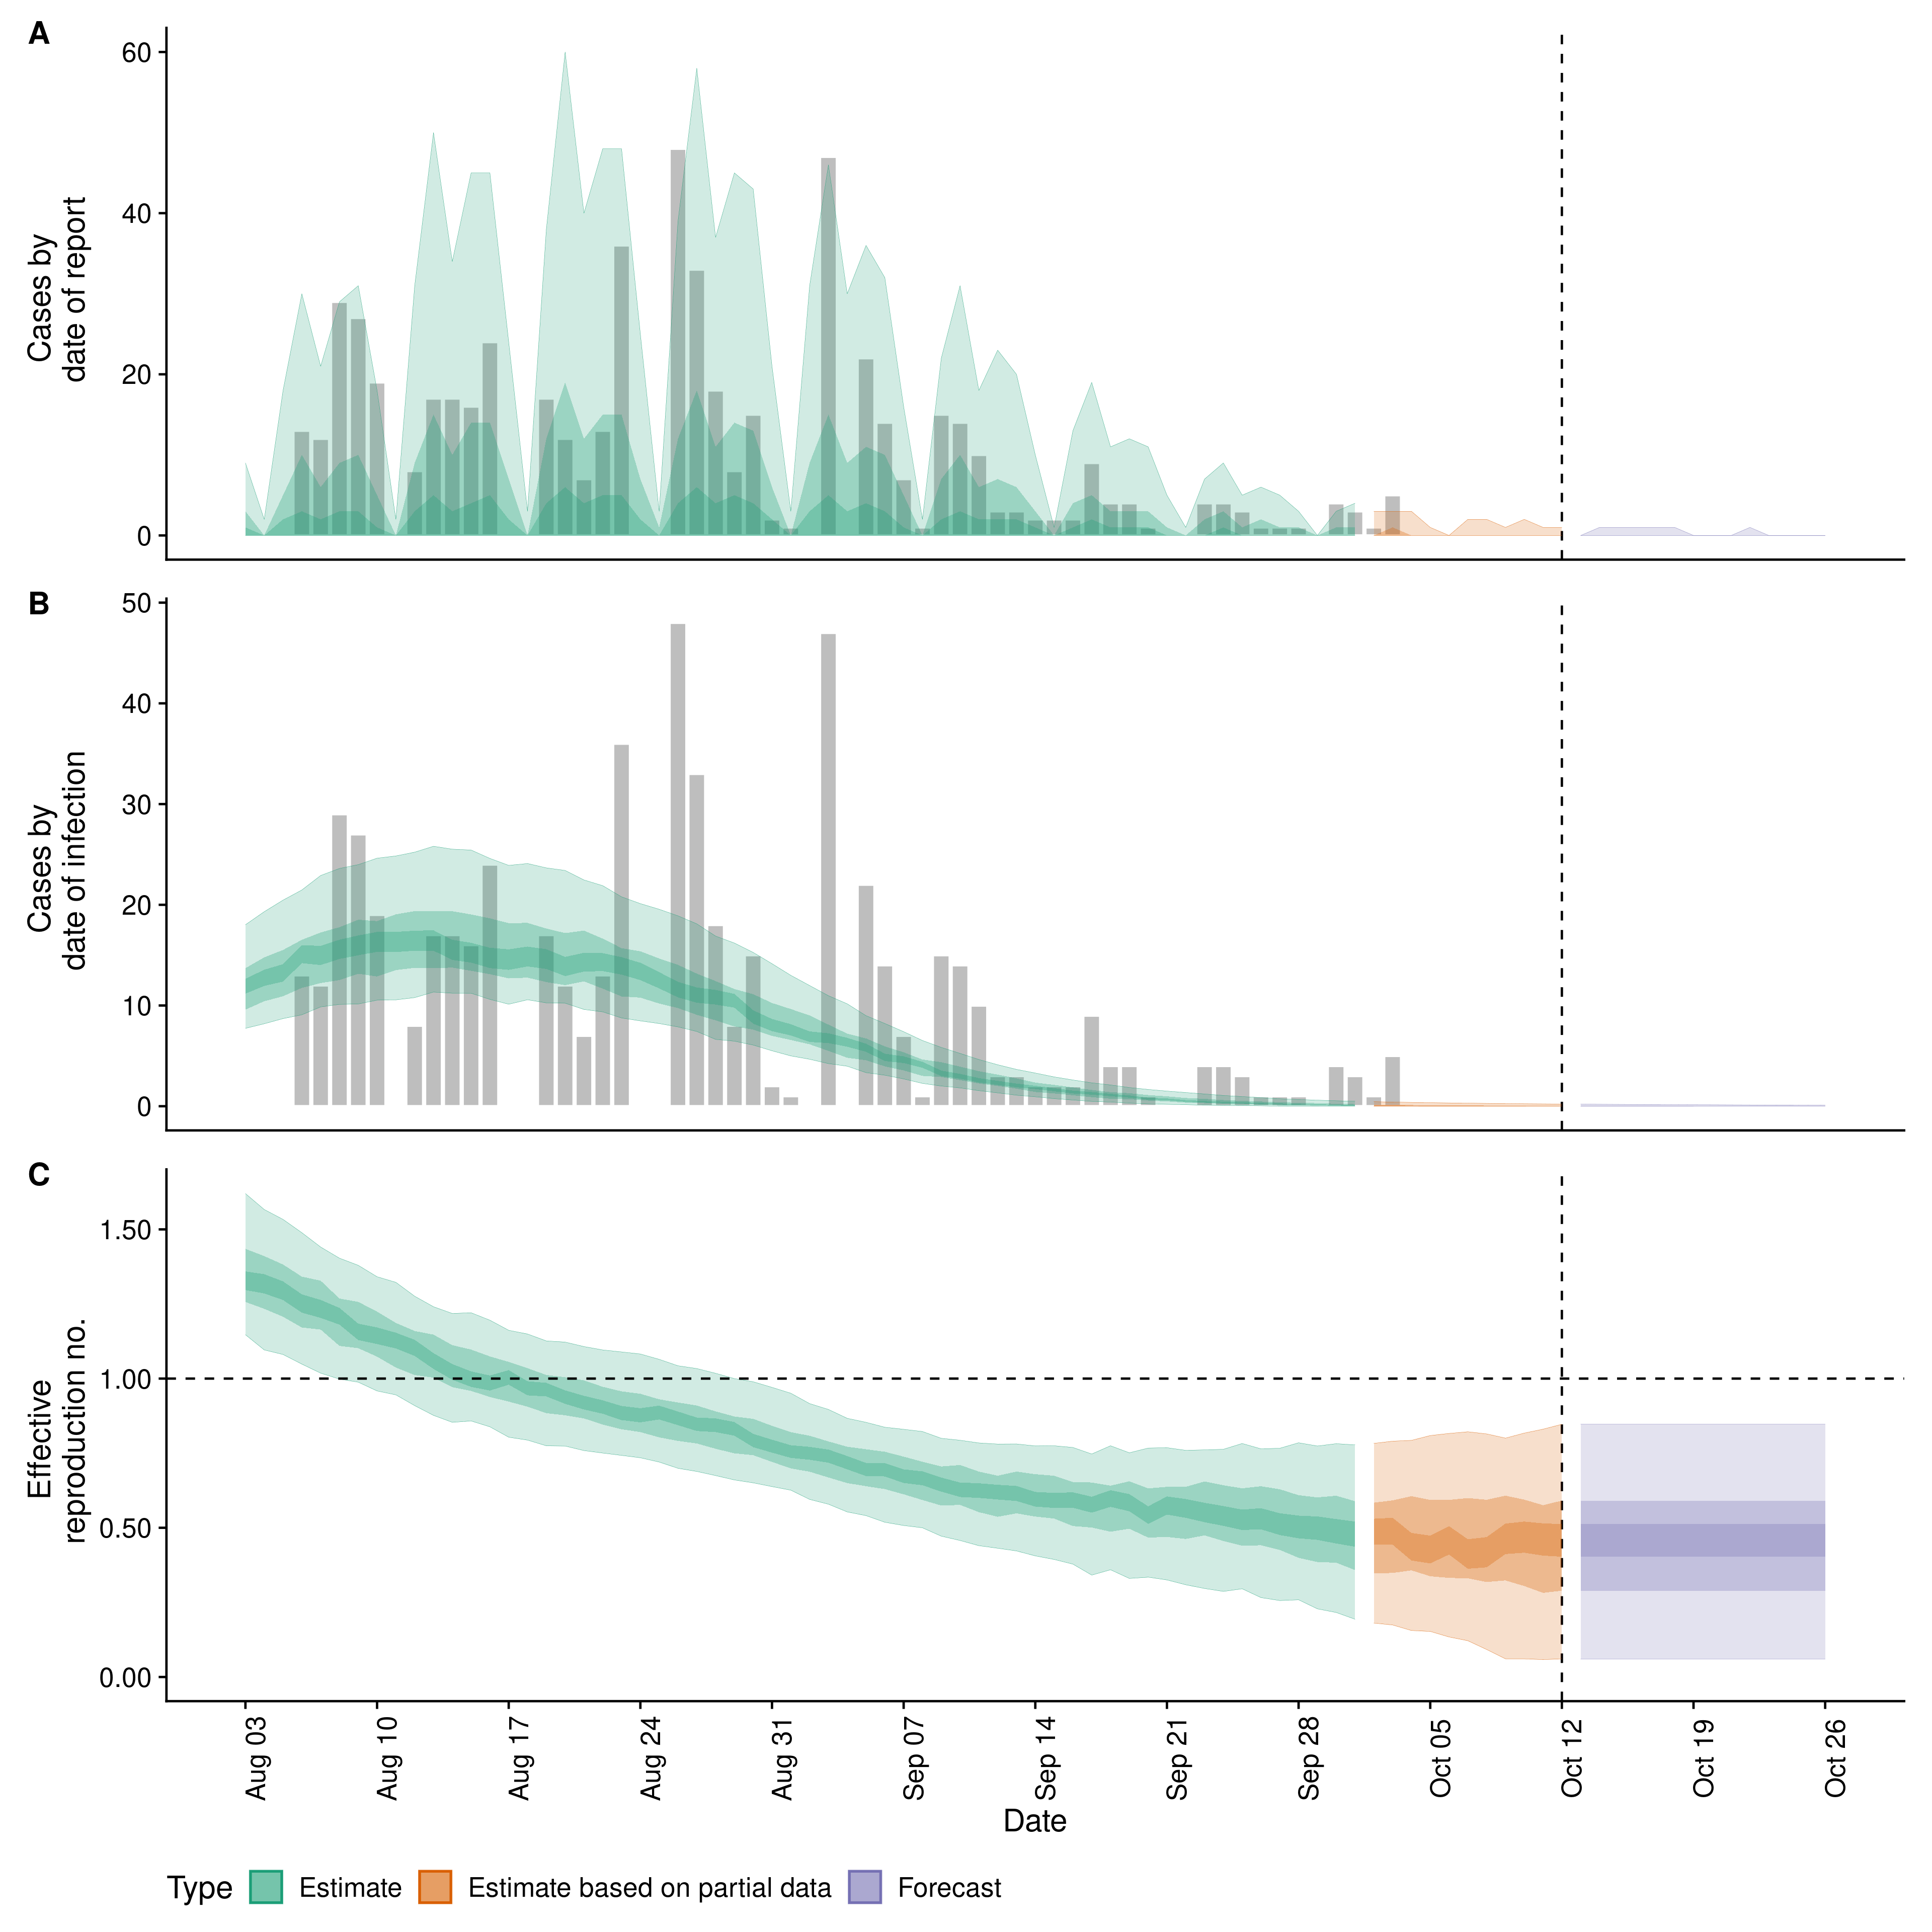 A
60
40
20
0
Cases by
date of report
B
50
40
30
20
10
0
Cases by
date of infection
C
1.50
1.00
0.50
0.00
Effective
reproduction no.
Aug 03
Aug 10
Aug 17
Aug 24
Aug 31
Sep 07
Sep 14
Sep 21
Sep 28
Oct 05
Oct 12
Oct 19
Oct 26
Date
Type Estimate Estimate based on partial data Forecast